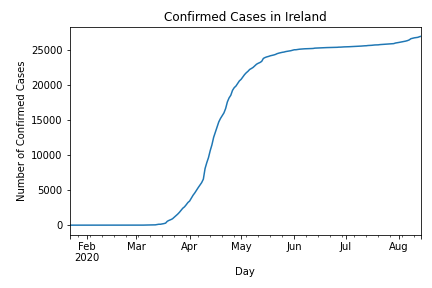 Confirmed Cases in Ireland
Number of Confirmed Cases
25000
20000
15000
10000
5000
0
Feb Mar Apr May Jun Jul Aug
2020
Day